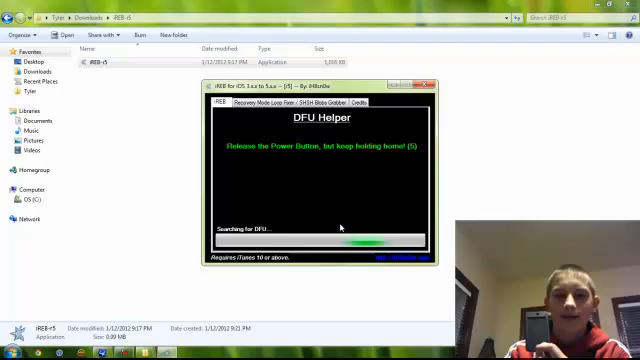 Tyler ▸ Downloads ▸ iREB-r5
Search iREB-r5
Organize
Open
Share with
Burn
New folder
Name
Date modified
Type
Size
Favorites
Desktop
Downloads
Recent Places
Tyler
Libraries
Documents
Music
Pictures
Videos
Homegroup
Computer
OS (C:)
Network
iREB-r5
1/12/2012 9:17 PM
Application
iREB for iOS 3.x.x to 5.x.x -- [r5] -- By: iH8sn0w
iREB
Recovery Mode Loop Fixer / SHSH Blobs Grabber
Credits
DFU Helper
Release the Power Button, but keep holding home! (5)
Searching for DFU...
Requires iTunes 10 or above.
iREB-r5
Date modified: 1/12/2012 9:17 PM
Date created: 1/12/2012 9:21 PM
Application
Size: 0.99 MB